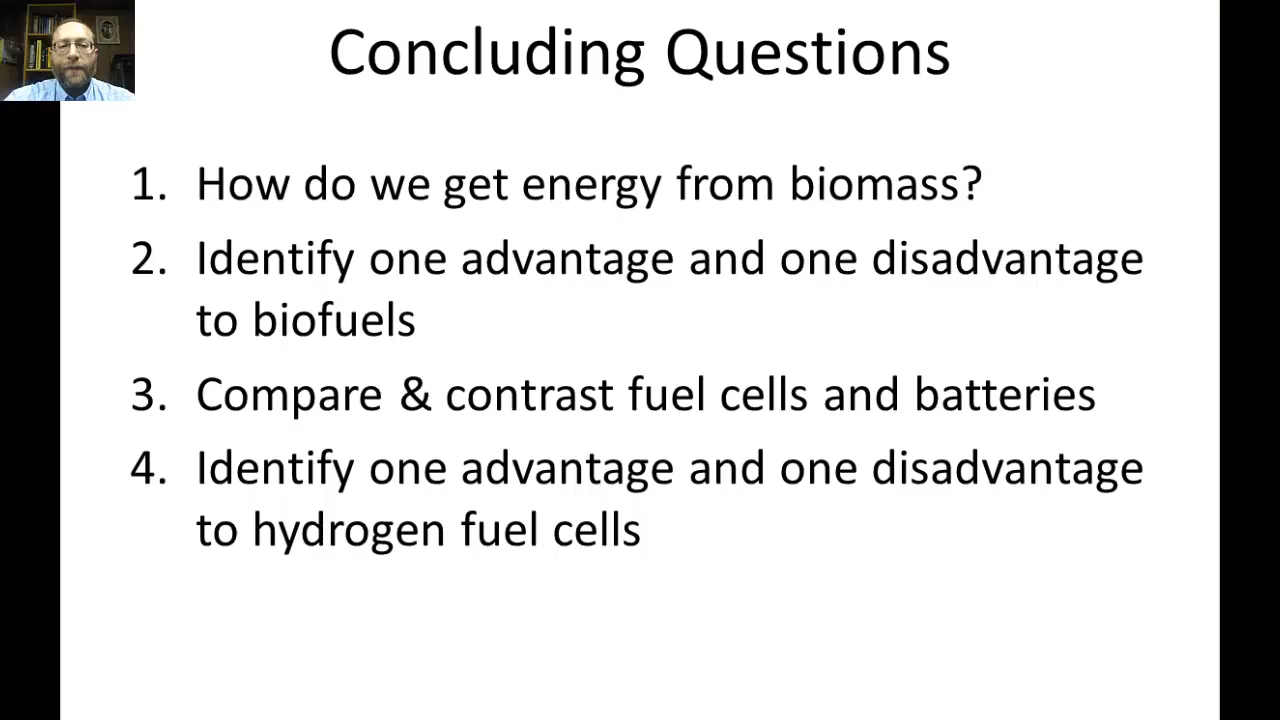 Concluding Questions
1. How do we get energy from biomass?
2. Identify one advantage and one disadvantage
to biofuels
3. Compare & contrast fuel cells and batteries
4. Identify one advantage and one disadvantage
to hydrogen fuel cells